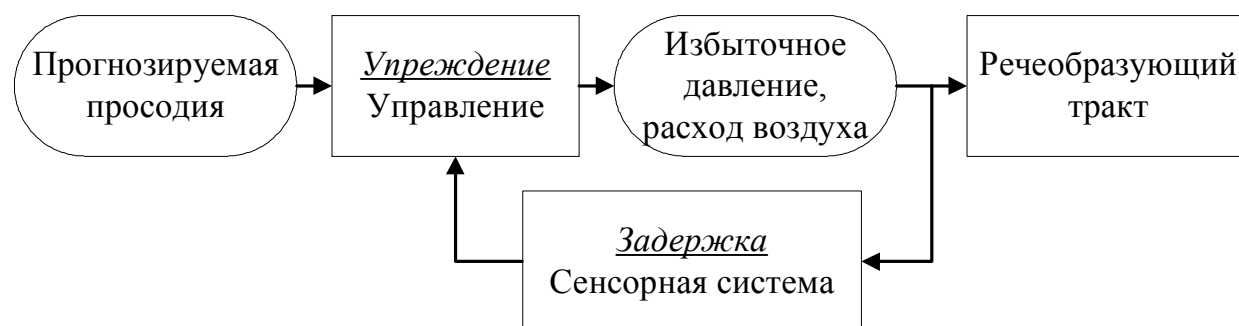 Прогнозируемая
просодия
Упреждение
Управление
Избыточное
давление,
расход воздуха
Речеобразующий
тракт
Задержка
Сенсорная система